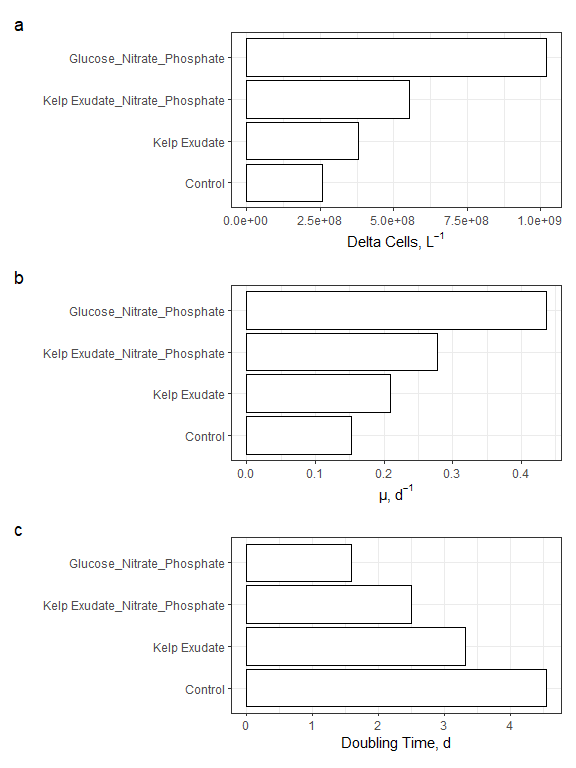 a
Glucose_Nitrate_Phosphate
Kelp Exudate_Nitrate_Phosphate
Kelp Exudate
Control
0.0e+00 2.5e+08 5.0e+08 7.5e+08 1.0e+09
Delta Cells, L⁻¹
b
Glucose_Nitrate_Phosphate
Kelp Exudate_Nitrate_Phosphate
Kelp Exudate
Control
0.0 0.1 0.2 0.3 0.4
μ, d⁻¹
c
Glucose_Nitrate_Phosphate
Kelp Exudate_Nitrate_Phosphate
Kelp Exudate
Control
0 1 2 3 4
Doubling Time, d